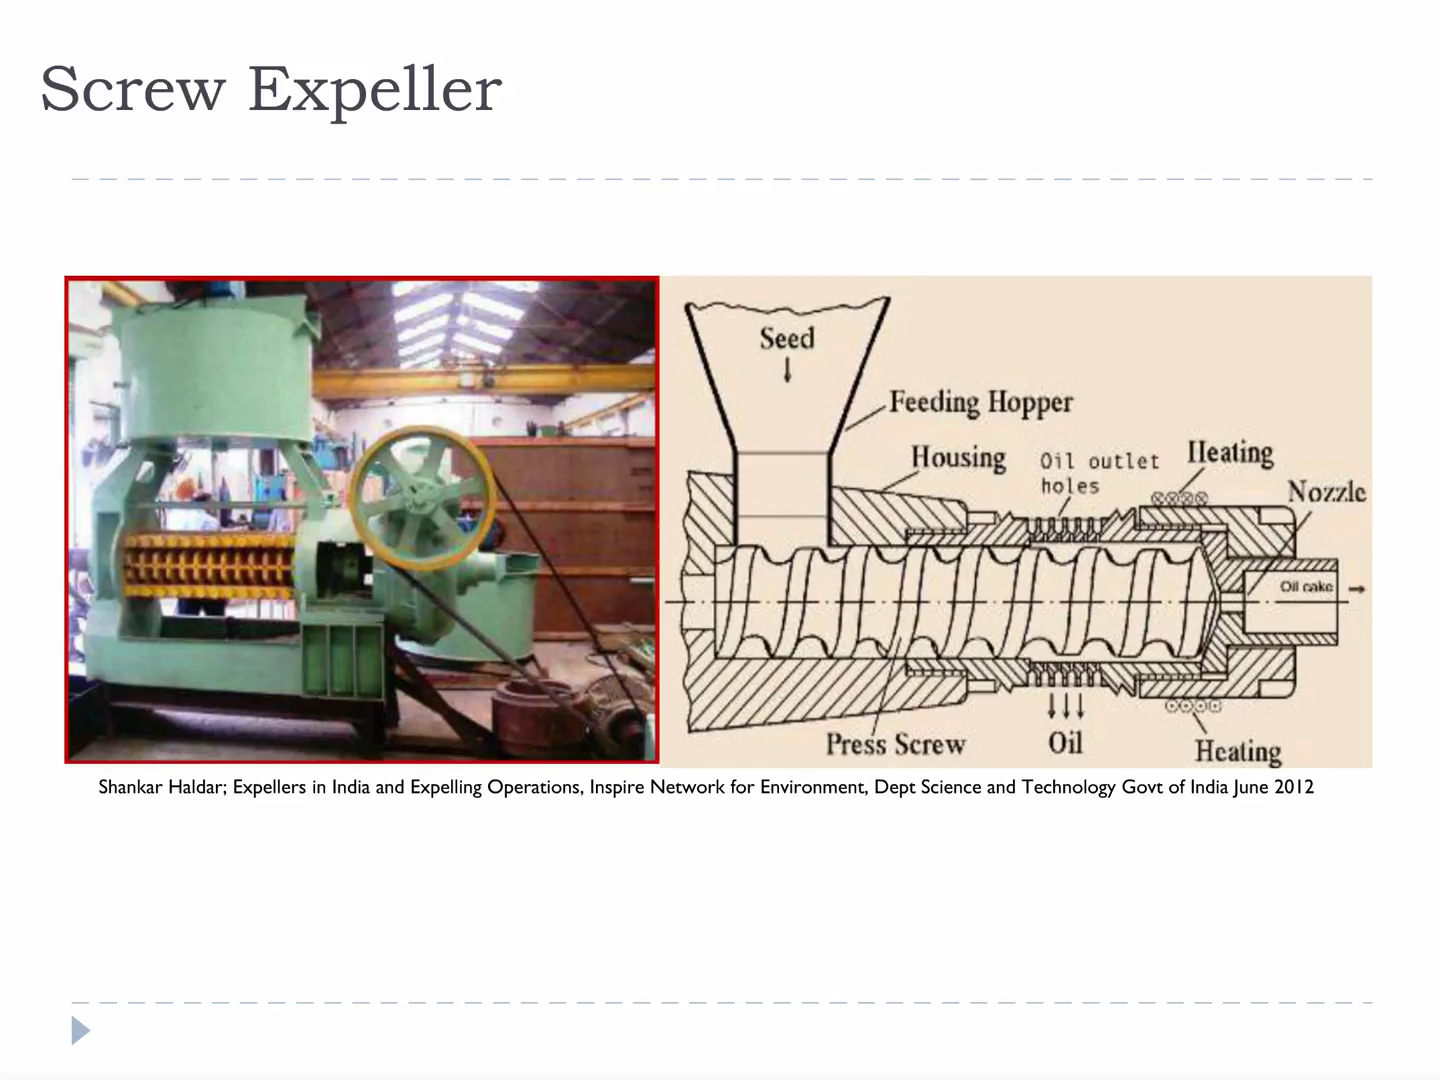 Screw Expeller
Seed
Feeding Hopper
Housing
Oil outlet
holes
Heating
Nozzle
Oil cake
Press Screw
Oil
Heating
Shankar Haldar; Expellers in India and Expelling Operations, Inspire Network for Environment, Dept Science and Technology Govt of India June 2012